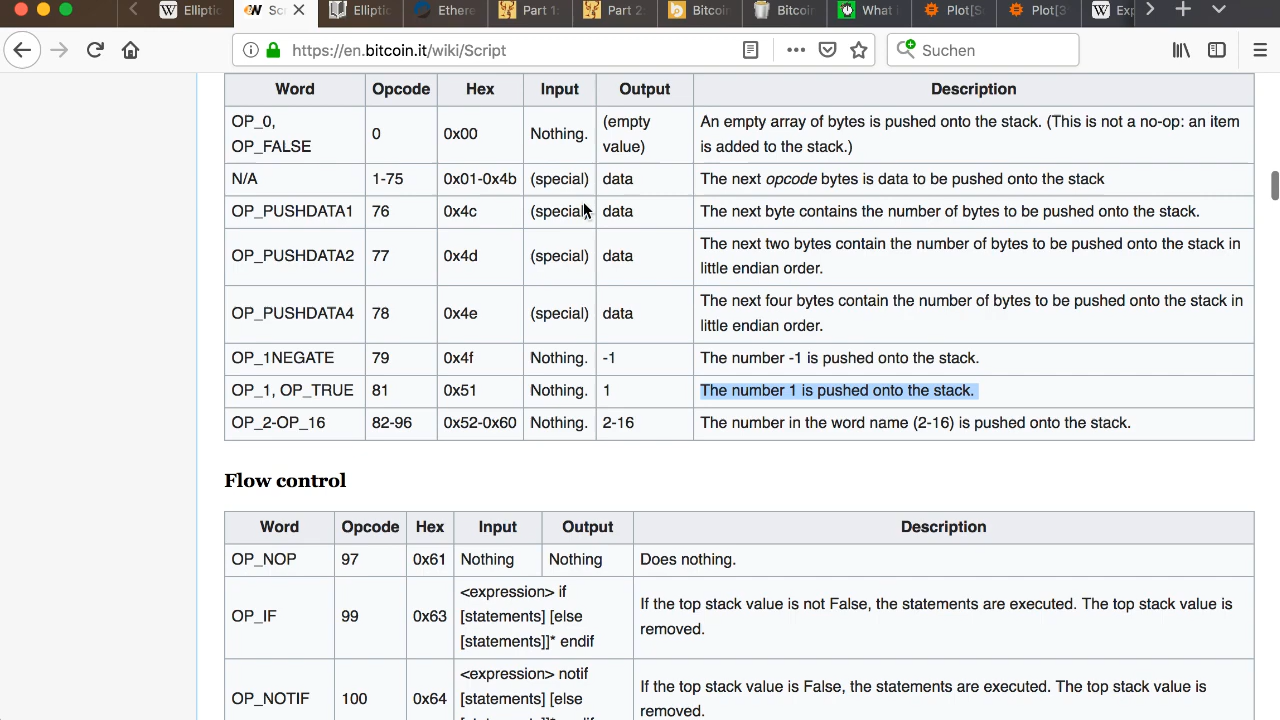 Ellipti
Sc
Ellipti
Ethere
Part 1:
Part 2:
Bitcoi
Bitcoi
What i
Plot[S
Plot[3
Exp
https://en.bitcoin.it/wiki/Script
Suchen
Word Opcode Hex Input Output Description
OP_0, OP_FALSE 0 0x00 Nothing. (empty value) An empty array of bytes is pushed onto the stack. (This is not a no-op: an item
is added to the stack.)
N/A 1-75 0x01-0x4b (special) data The next opcode bytes is data to be pushed onto the stack
OP_PUSHDATA1 76 0x4c (special) data The next byte contains the number of bytes to be pushed onto the stack.
OP_PUSHDATA2 77 0x4d (special) data The next two bytes contain the number of bytes to be pushed onto the stack in
little endian order.
OP_PUSHDATA4 78 0x4e (special) data The next four bytes contain the number of bytes to be pushed onto the stack in
little endian order.
OP_1NEGATE 79 0x4f Nothing. -1 The number -1 is pushed onto the stack.
OP_1, OP_TRUE 81 0x51 Nothing. 1 The number 1 is pushed onto the stack.
OP_2-OP_16 82-96 0x52-0x60 Nothing. 2-16 The number in the word name (2-16) is pushed onto the stack.
Flow control
Word Opcode Hex Input Output Description
OP_NOP 97 0x61 Nothing Nothing Does nothing.
OP_IF 99 0x63 <expression> if
[statements] [else
[statements]]* endif
If the top stack value is not False, the statements are executed. The top stack value is
removed.
OP_NOTIF 100 0x64 <expression> notif
[statements] [else
If the top stack value is False, the statements are executed. The top stack value is
removed.